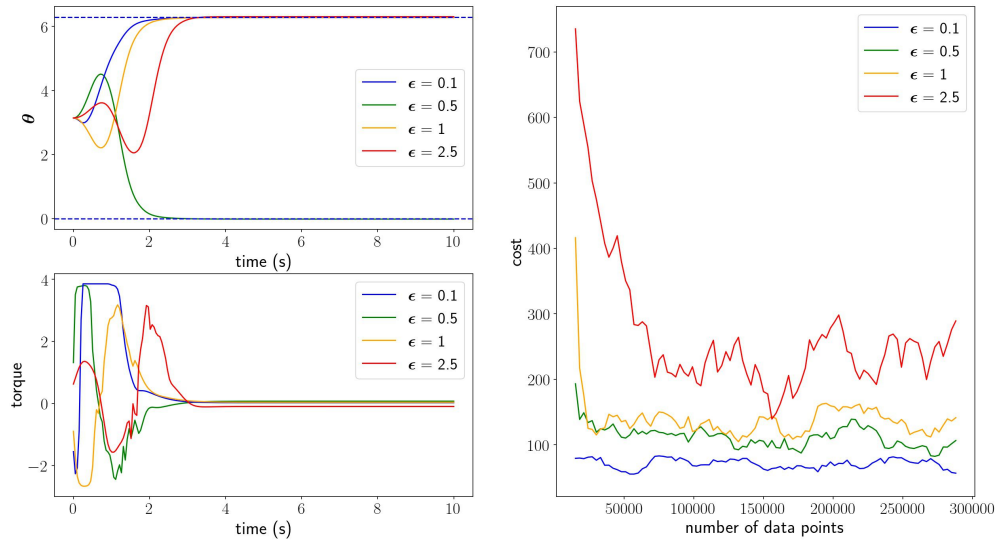 6
4
2
0
θ
ϵ = 0.1
ϵ = 0.5
ϵ = 1
ϵ = 2.5
0 2 4 6 8 10
time (s)
4
2
0
−2
torque
ϵ = 0.1
ϵ = 0.5
ϵ = 1
ϵ = 2.5
0 2 4 6 8 10
time (s)
700
600
500
400
300
200
100
cost
ϵ = 0.1
ϵ = 0.5
ϵ = 1
ϵ = 2.5
50000 100000 150000 200000 250000 300000
number of data points